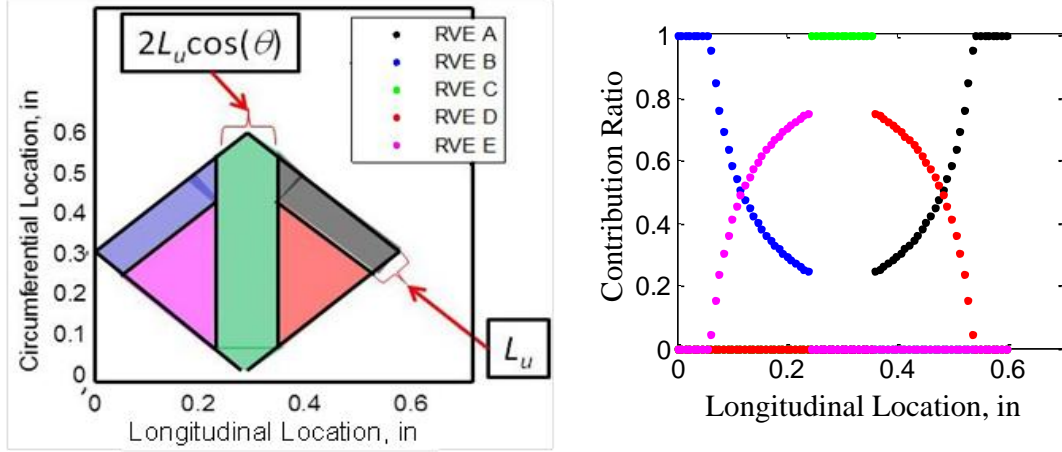 2Lᵤcos(θ)
RVE A
RVE B
RVE C
RVE D
RVE E
Circumferential Location, in
0.6
0.5
0.4
0.3
0.2
0.1
0
0 0.2 0.4 0.6
Longitudinal Location, in
Lᵤ
Contribution Ratio
1
0.8
0.6
0.4
0.2
0
0 0.2 0.4 0.6
Longitudinal Location, in